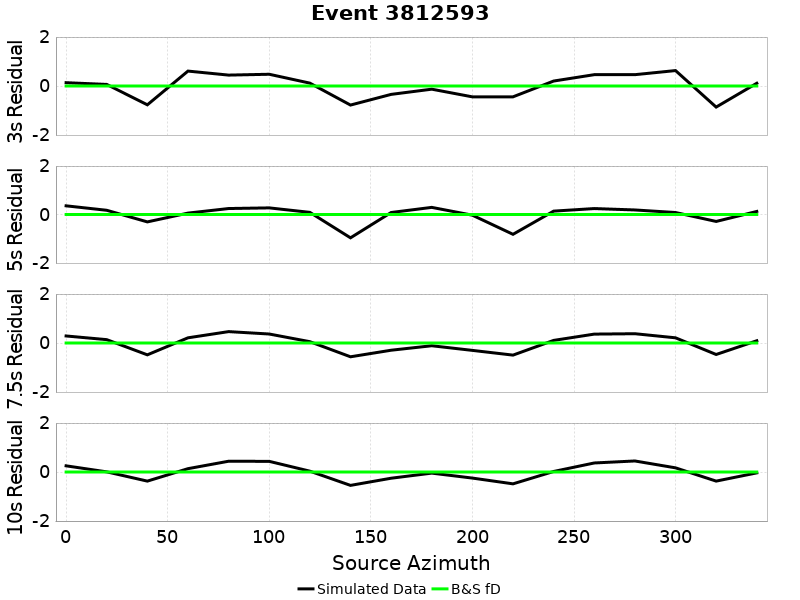 Event 3812593
3s Residual
2
0
-2
5s Residual
2
0
-2
7.5s Residual
2
0
-2
10s Residual
2
0
-2
0 50 100 150 200 250 300
Source Azimuth
Simulated Data B&S fD